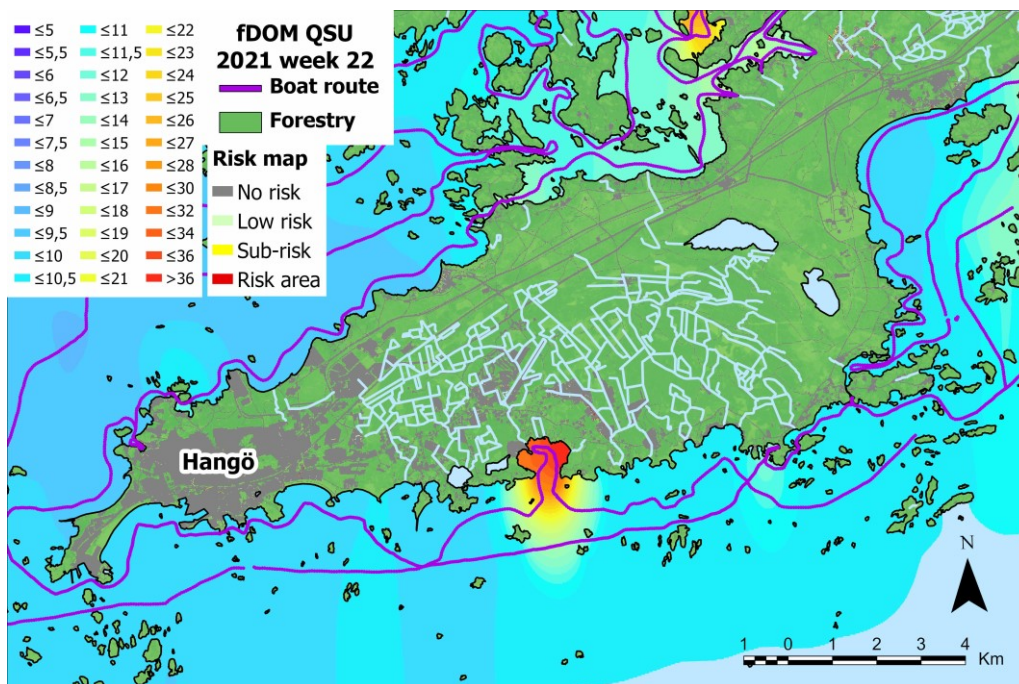 ≤5
≤5,5
≤6
≤6,5
≤7
≤7,5
≤8
≤8,5
≤9
≤9,5
≤10
≤10,5
≤11
≤11,5
≤12
≤13
≤14
≤15
≤16
≤17
≤18
≤19
≤20
≤21
≤22
≤23
≤24
≤25
≤26
≤27
≤28
≤30
≤32
≤34
≤36
>36
fDOM QSU
2021 week 22
Boat route
Forestry
Risk map
No risk
Low risk
Sub-risk
Risk area
Hangö
N
1 0 1 2 3 4
Km